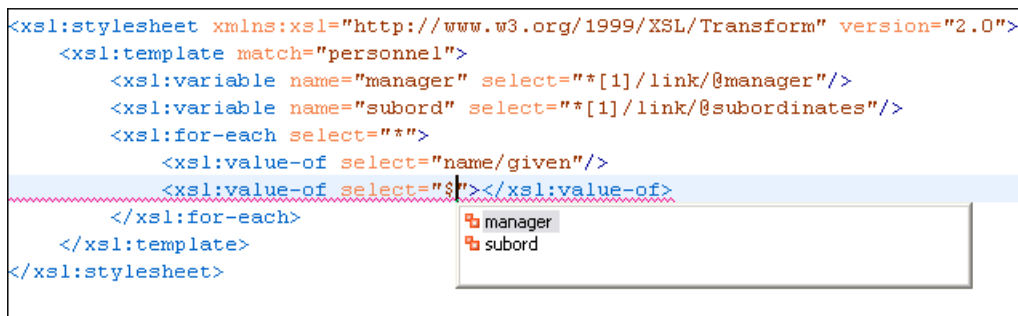 <xsl:stylesheet xmlns:xsl="http://www.w3.org/1999/XSL/Transform" version="2.0">
    <xsl:template match="personnel">
        <xsl:variable name="manager" select="*[1]/link/@manager"/>
        <xsl:variable name="subord" select="*[1]/link/@subordinates"/>
        <xsl:for-each select="*">
            <xsl:value-of select="name/given"/>
            <xsl:value-of select="$"></xsl:value-of>
        </xsl:for-each>
manager
    </xsl:template>
subord
</xsl:stylesheet>